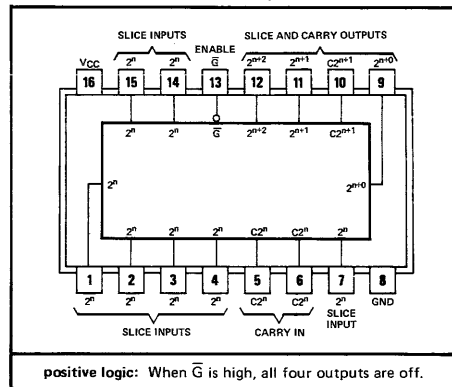 SLICE INPUTS ENABLE SLICE AND CARRY OUTPUTS
VCC 2ⁿ 2ⁿ G̅ 2ⁿ⁺² 2ⁿ⁺¹ C2ⁿ⁺¹ 2ⁿ⁺⁰
16 15 14 13 12 11 10 9
2ⁿ 2ⁿ G̅ 2ⁿ⁺² 2ⁿ⁺¹ C2ⁿ⁺¹
2ⁿ 2ⁿ⁺⁰
2ⁿ 2ⁿ 2ⁿ C2ⁿ C2ⁿ 2ⁿ
1 2 3 4 5 6 7 8
2ⁿ 2ⁿ 2ⁿ 2ⁿ C2ⁿ C2ⁿ 2ⁿ GND
SLICE INPUTS CARRY IN SLICE INPUT
positive logic: When G̅ is high, all four outputs are off.